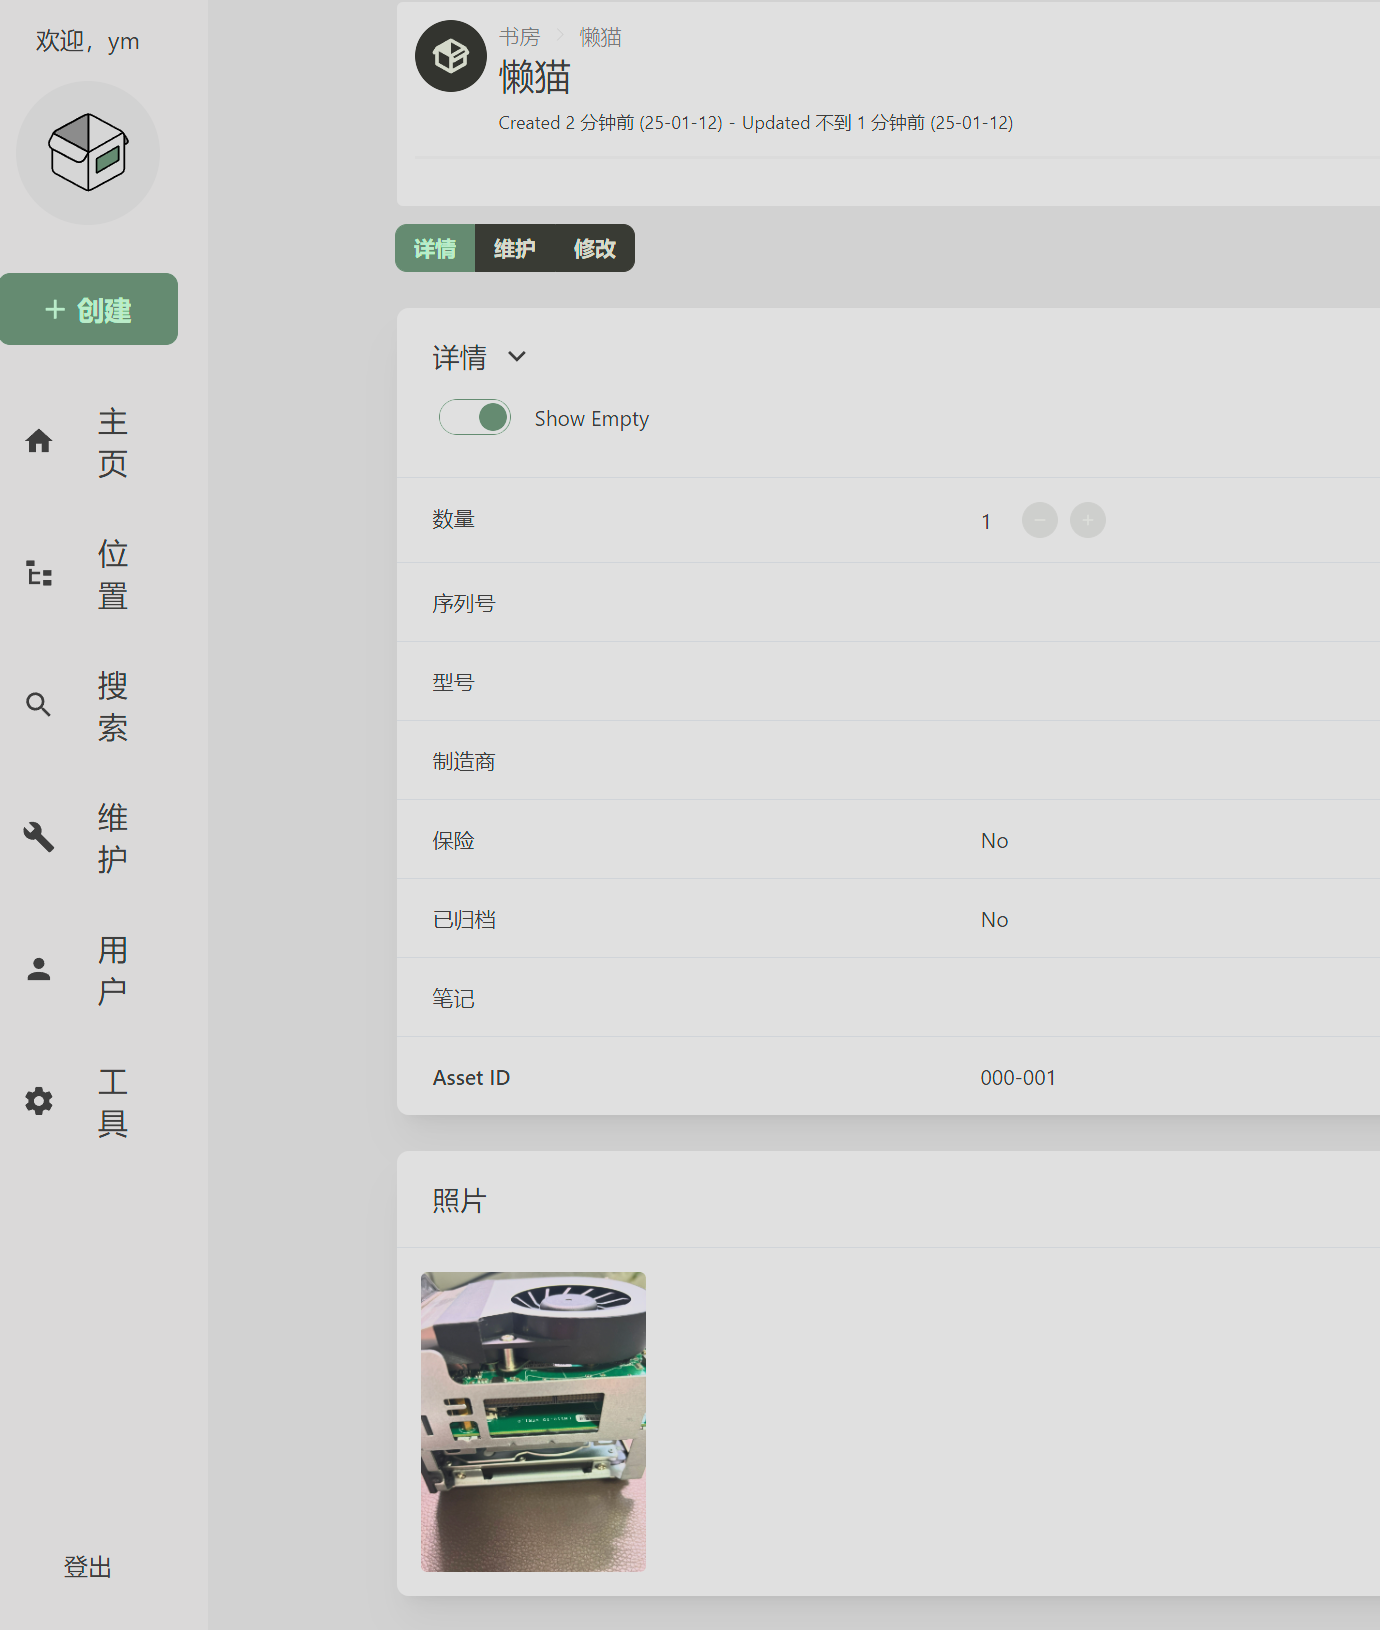 欢迎，ym
+ 创建
主
页
位
置
搜
索
维
护
用
户
工
具
登出
书房 > 懒猫
懒猫
Created 2 分钟前 (25-01-12) - Updated 不到 1 分钟前 (25-01-12)
详情 维护 修改
详情
Show Empty
数量 1
序列号
型号
制造商
保险 No
已归档 No
笔记
Asset ID 000-001
照片